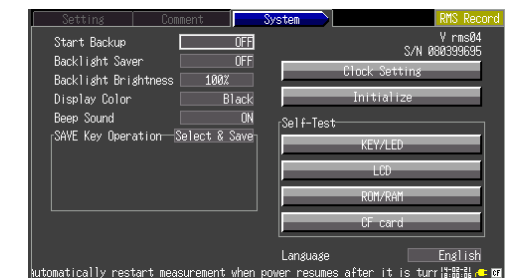 Setting Comment System RMS Record
V rms04
S/N 080399695
Start Backup OFF
Backlight Saver OFF
Backlight Brightness 100%
Display Color Black
Beep Sound ON
SAVE Key Operation Select & Save
Clock Setting
Initialize
Self-Test
KEY/LED
LCD
ROM/RAM
CF card
Language English
Automatically restart measurement when power resumes after it is turr
CF